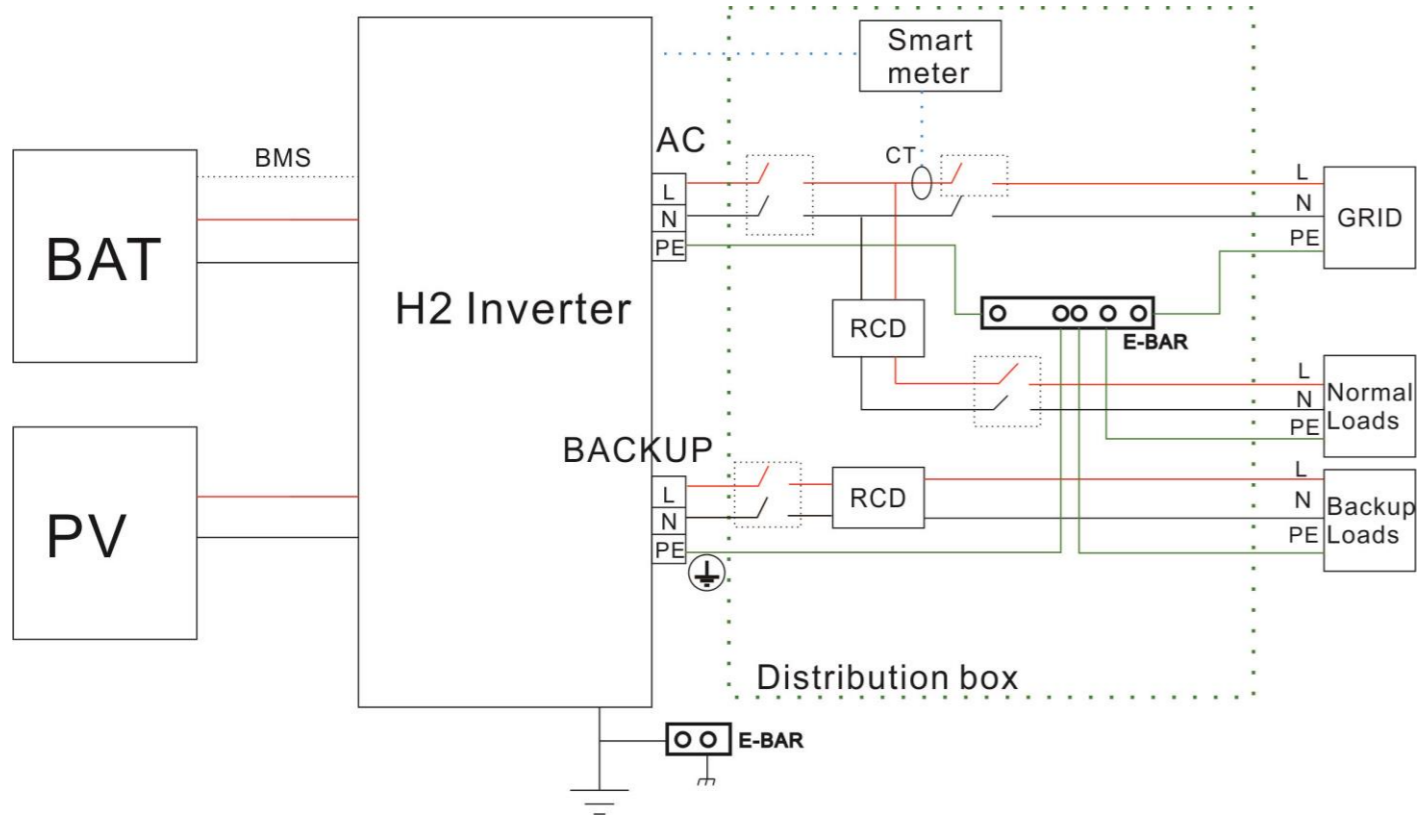 Smart
meter
AC
BMS
CT
L
N
PE
L
N
PE
GRID
BAT
H2 Inverter
RCD
E-BAR
L
N
PE
Normal
Loads
BACKUP
PV
L
N
PE
RCD
L
N
PE
Backup
Loads
Distribution box
E-BAR